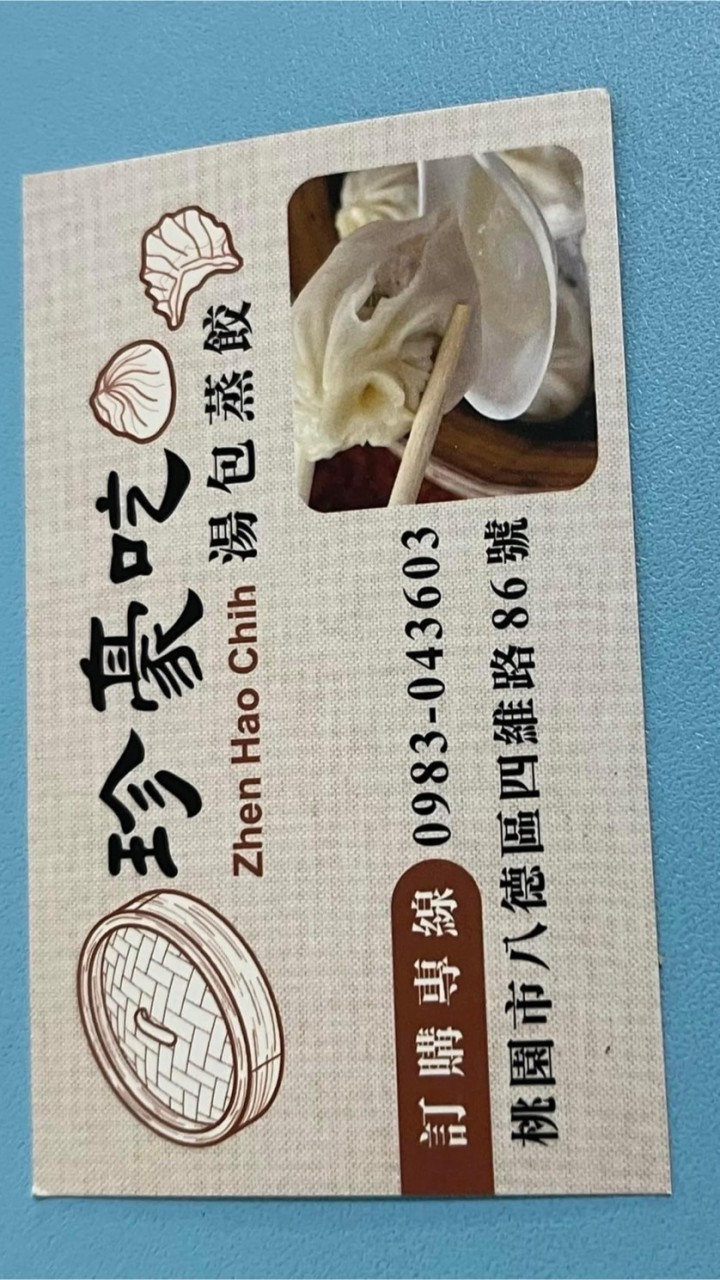 珍豪吃
Zhen Hao Chih 湯包蒸餃
訂購專線 0983-043603
桃園市八德區四維路86號